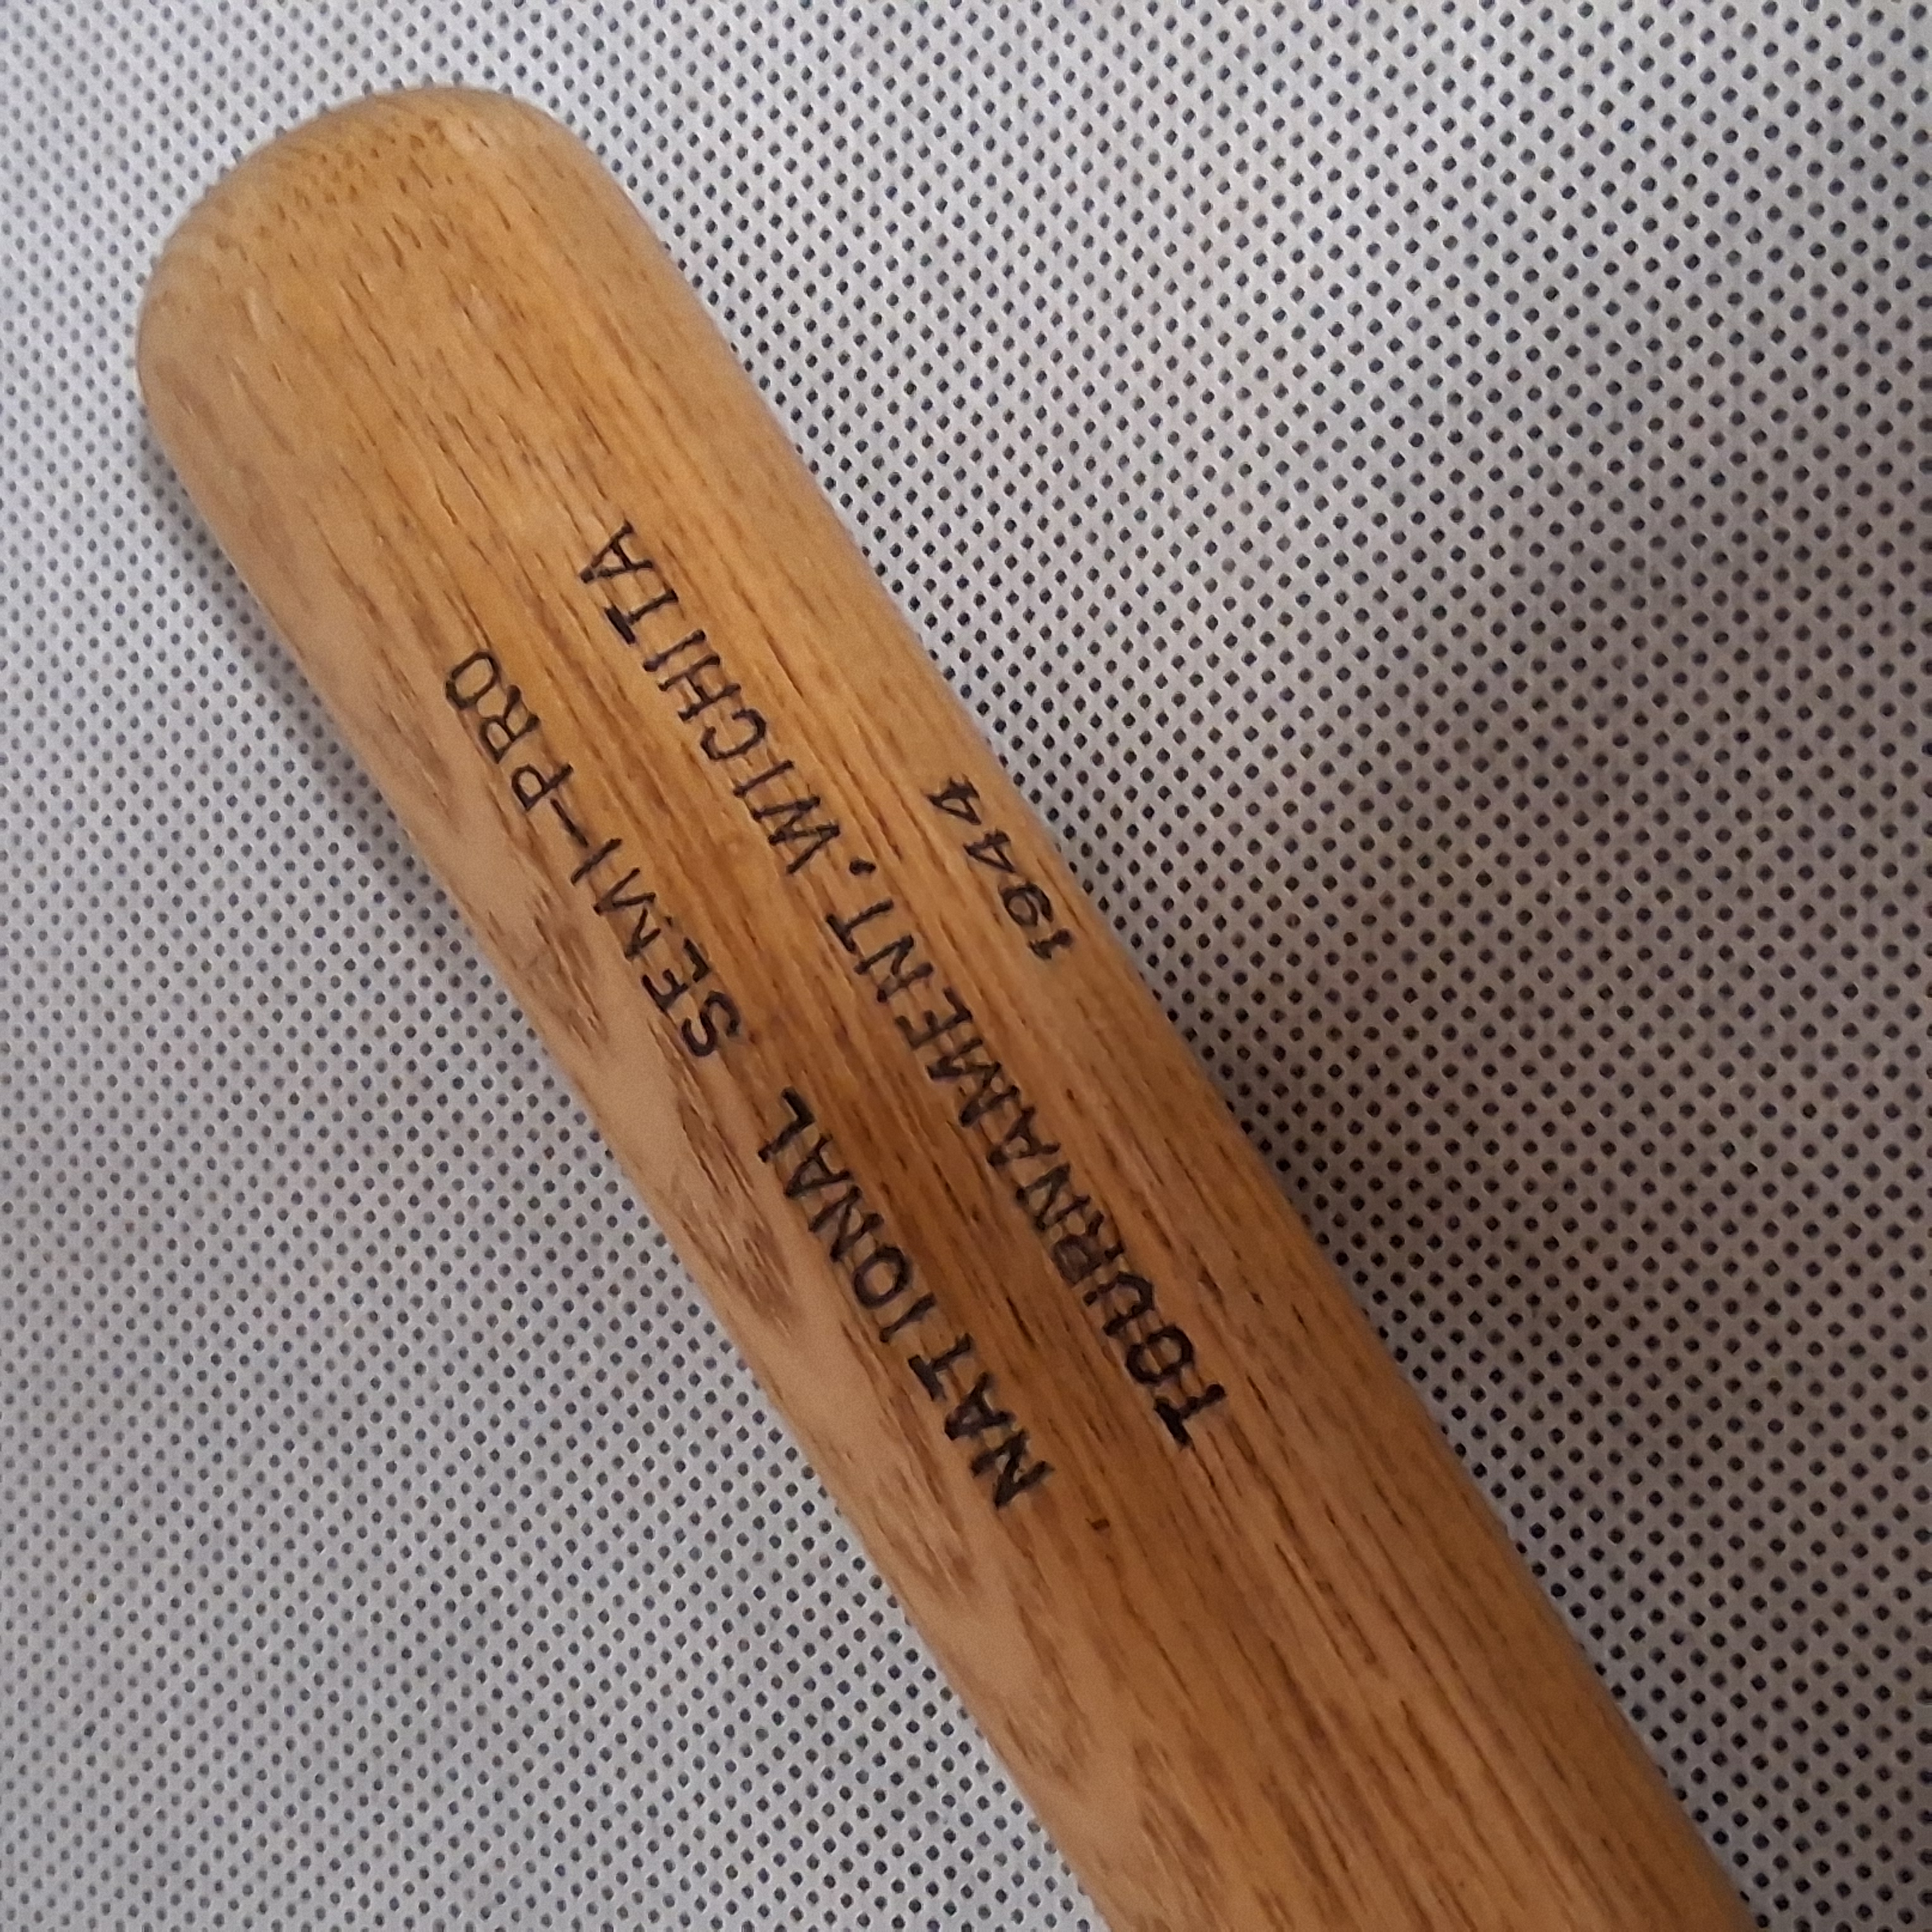 NATIONAL SEMI-PRO
TOURNAMENT, WICHITA
1944